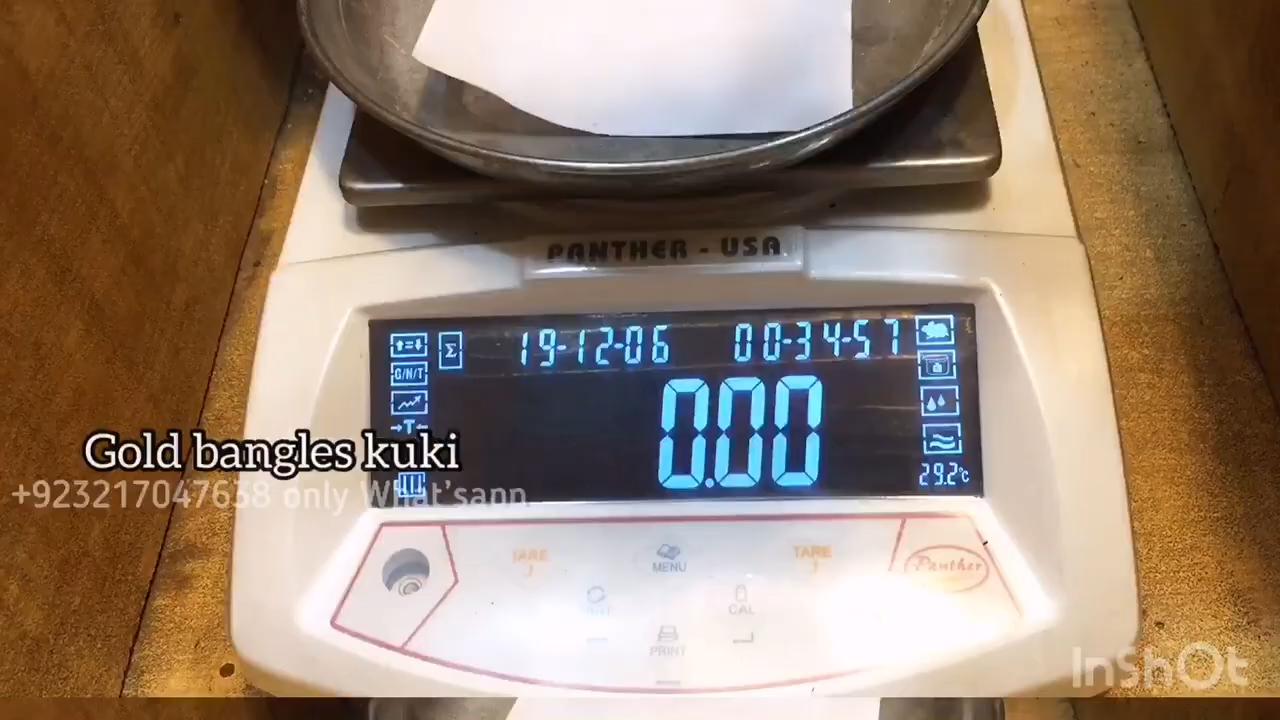 PANTHER - USA
19-12-06 00-34-57
Σ
G/N/T
0.00
→T←
29.2°C
Gold bangles kuki
+923217047638 only What'sapp
TARE
MENU
TARE
Panther
CAL
PRINT
InShOt